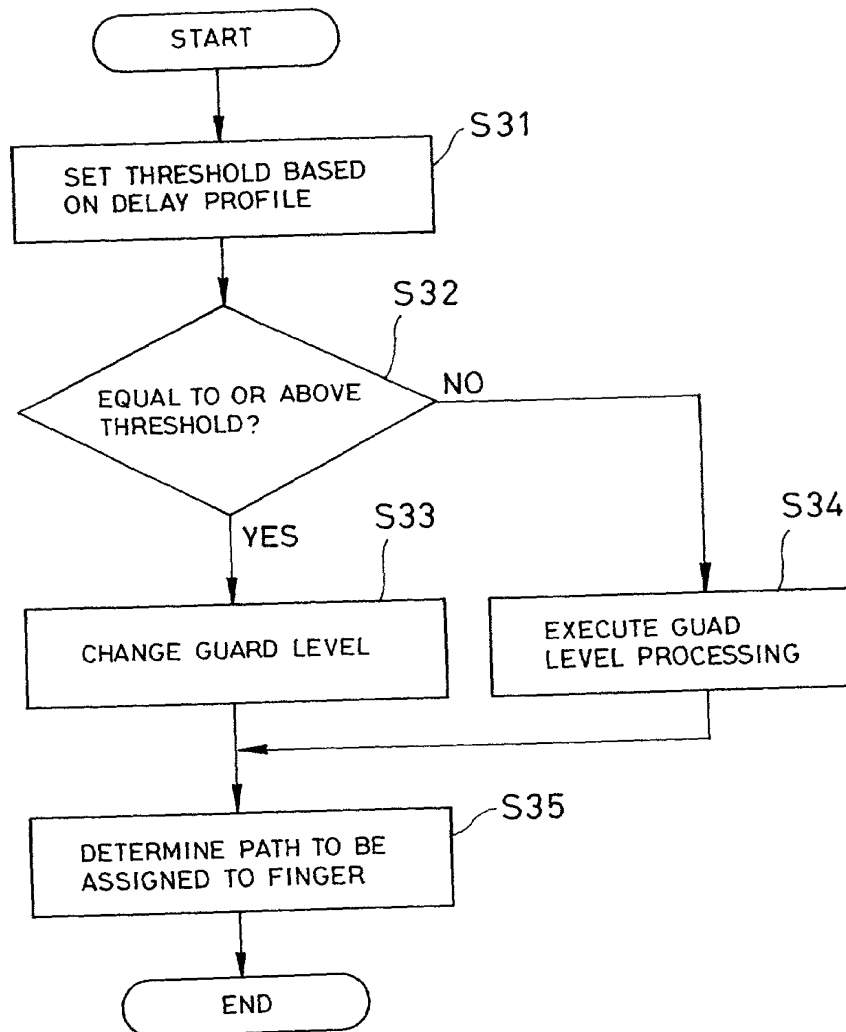 START
S31
SET THRESHOLD BASED
ON DELAY PROFILE
S32
EQUAL TO OR ABOVE
THRESHOLD?
NO
YES
S33
CHANGE GUARD LEVEL
S34
EXECUTE GUAD
LEVEL PROCESSING
S35
DETERMINE PATH TO BE
ASSIGNED TO FINGER
END